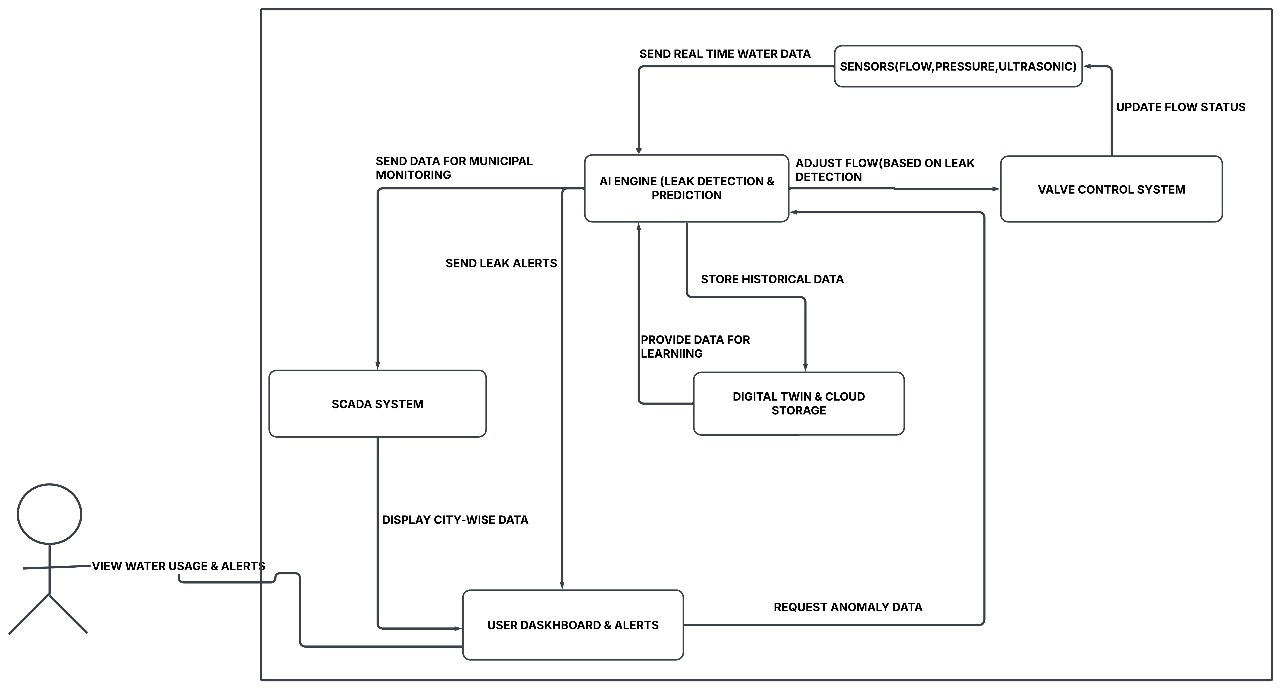 SEND REAL TIME WATER DATA
SENSORS(FLOW,PRESSURE,ULTRASONIC)
UPDATE FLOW STATUS
SEND DATA FOR MUNICIPAL
MONITORING
AI ENGINE (LEAK DETECTION &
PREDICTION
ADJUST FLOW(BASED ON LEAK
DETECTION
VALVE CONTROL SYSTEM
SEND LEAK ALERTS
STORE HISTORICAL DATA
PROVIDE DATA FOR
LEARNIING
SCADA SYSTEM
DIGITAL TWIN & CLOUD
STORAGE
DISPLAY CITY-WISE DATA
VIEW WATER USAGE & ALERTS
REQUEST ANOMALY DATA
USER DASKHBOARD & ALERTS